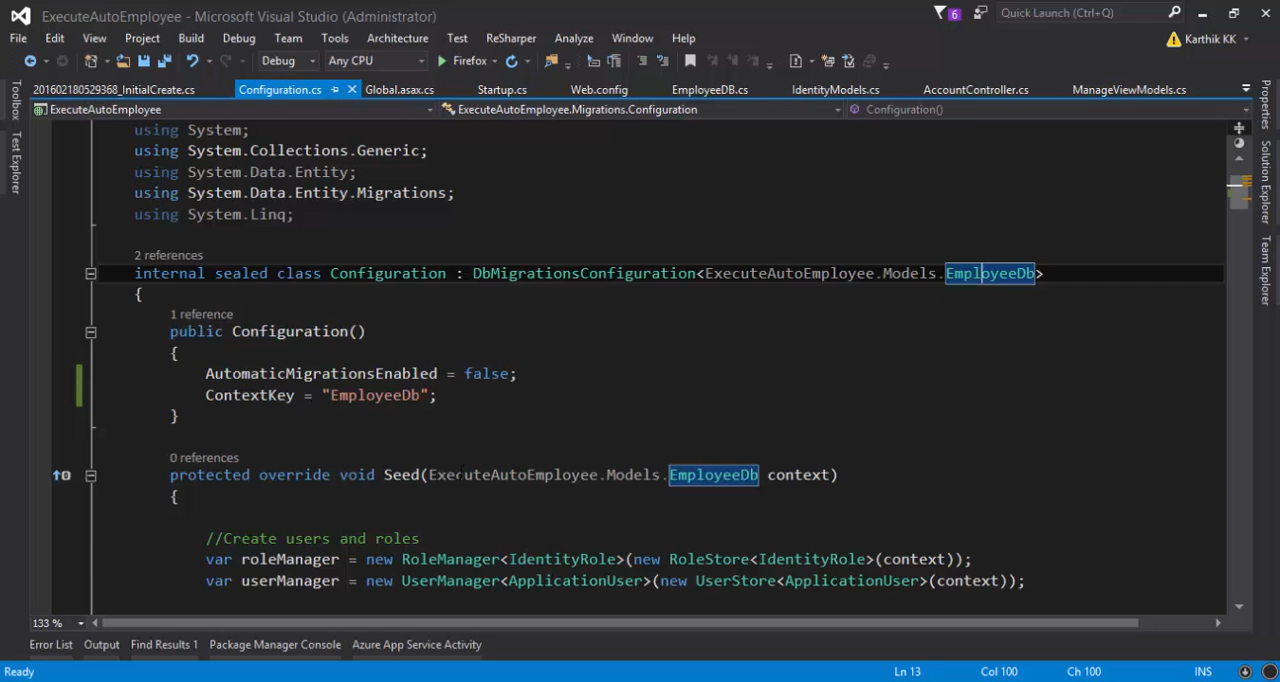 ExecuteAutoEmployee - Microsoft Visual Studio (Administrator)
6
Quick Launch (Ctrl+Q)
File Edit View Project Build Debug Team Tools Architecture Test ReSharper Analyze Window Help
Karthik KK
Debug Any CPU Firefox
201602180529368_InitialCreate.cs Configuration.cs Global.asax.cs Startup.cs Web.config EmployeeDB.cs IdentityModels.cs AccountController.cs ManageViewModels.cs
ExecuteAutoEmployee ExecuteAutoEmployee.Migrations.Configuration Configuration()
Toolbox
Test Explorer
using System;
using System.Collections.Generic;
using System.Data.Entity;
using System.Data.Entity.Migrations;
using System.Linq;
2 references
internal sealed class Configuration : DbMigrationsConfiguration<ExecuteAutoEmployee.Models.EmployeeDb>
{
1 reference
public Configuration()
{
AutomaticMigrationsEnabled = false;
ContextKey = "EmployeeDb";
}
0 references
protected override void Seed(ExecuteAutoEmployee.Models.EmployeeDb context)
{
//Create users and roles
var roleManager = new RoleManager<IdentityRole>(new RoleStore<IdentityRole>(context));
var userManager = new UserManager<ApplicationUser>(new UserStore<ApplicationUser>(context));
Properties
Solution Explorer
Team Explorer
133 %
Error List Output Find Results 1 Package Manager Console Azure App Service Activity
Ready Ln 13 Col 100 Ch 100 INS